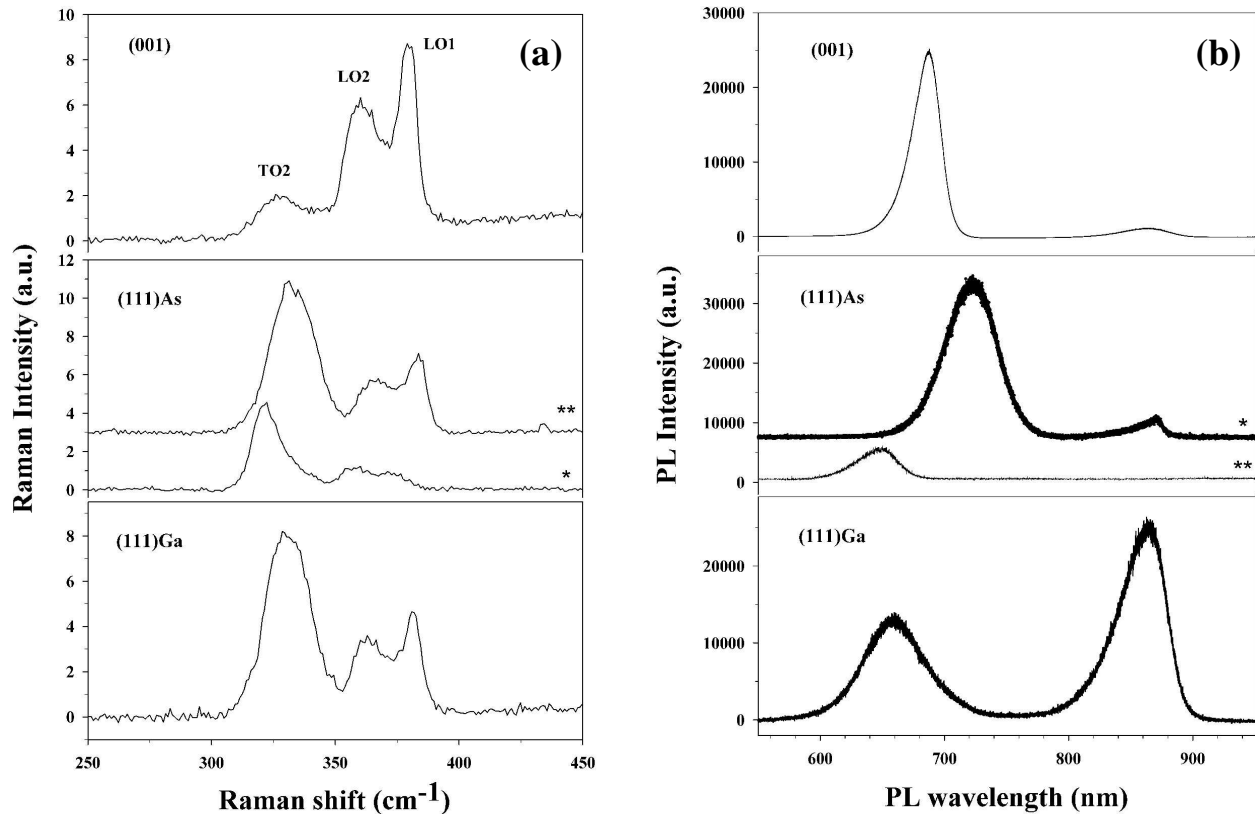 (a)
(001)
LO1
LO2
TO2
10
8
6
4
2
0
(111)As
**
*
12
10
8
6
4
2
0
(111)Ga
8
6
4
2
0
250 300 350 400 450
Raman shift (cm-1)
Raman Intensity (a.u.)
(b)
(001)
30000
20000
10000
0
(111)As
*
**
30000
20000
10000
0
(111)Ga
20000
10000
0
600 700 800 900
PL wavelength (nm)
PL Intensity (a.u.)